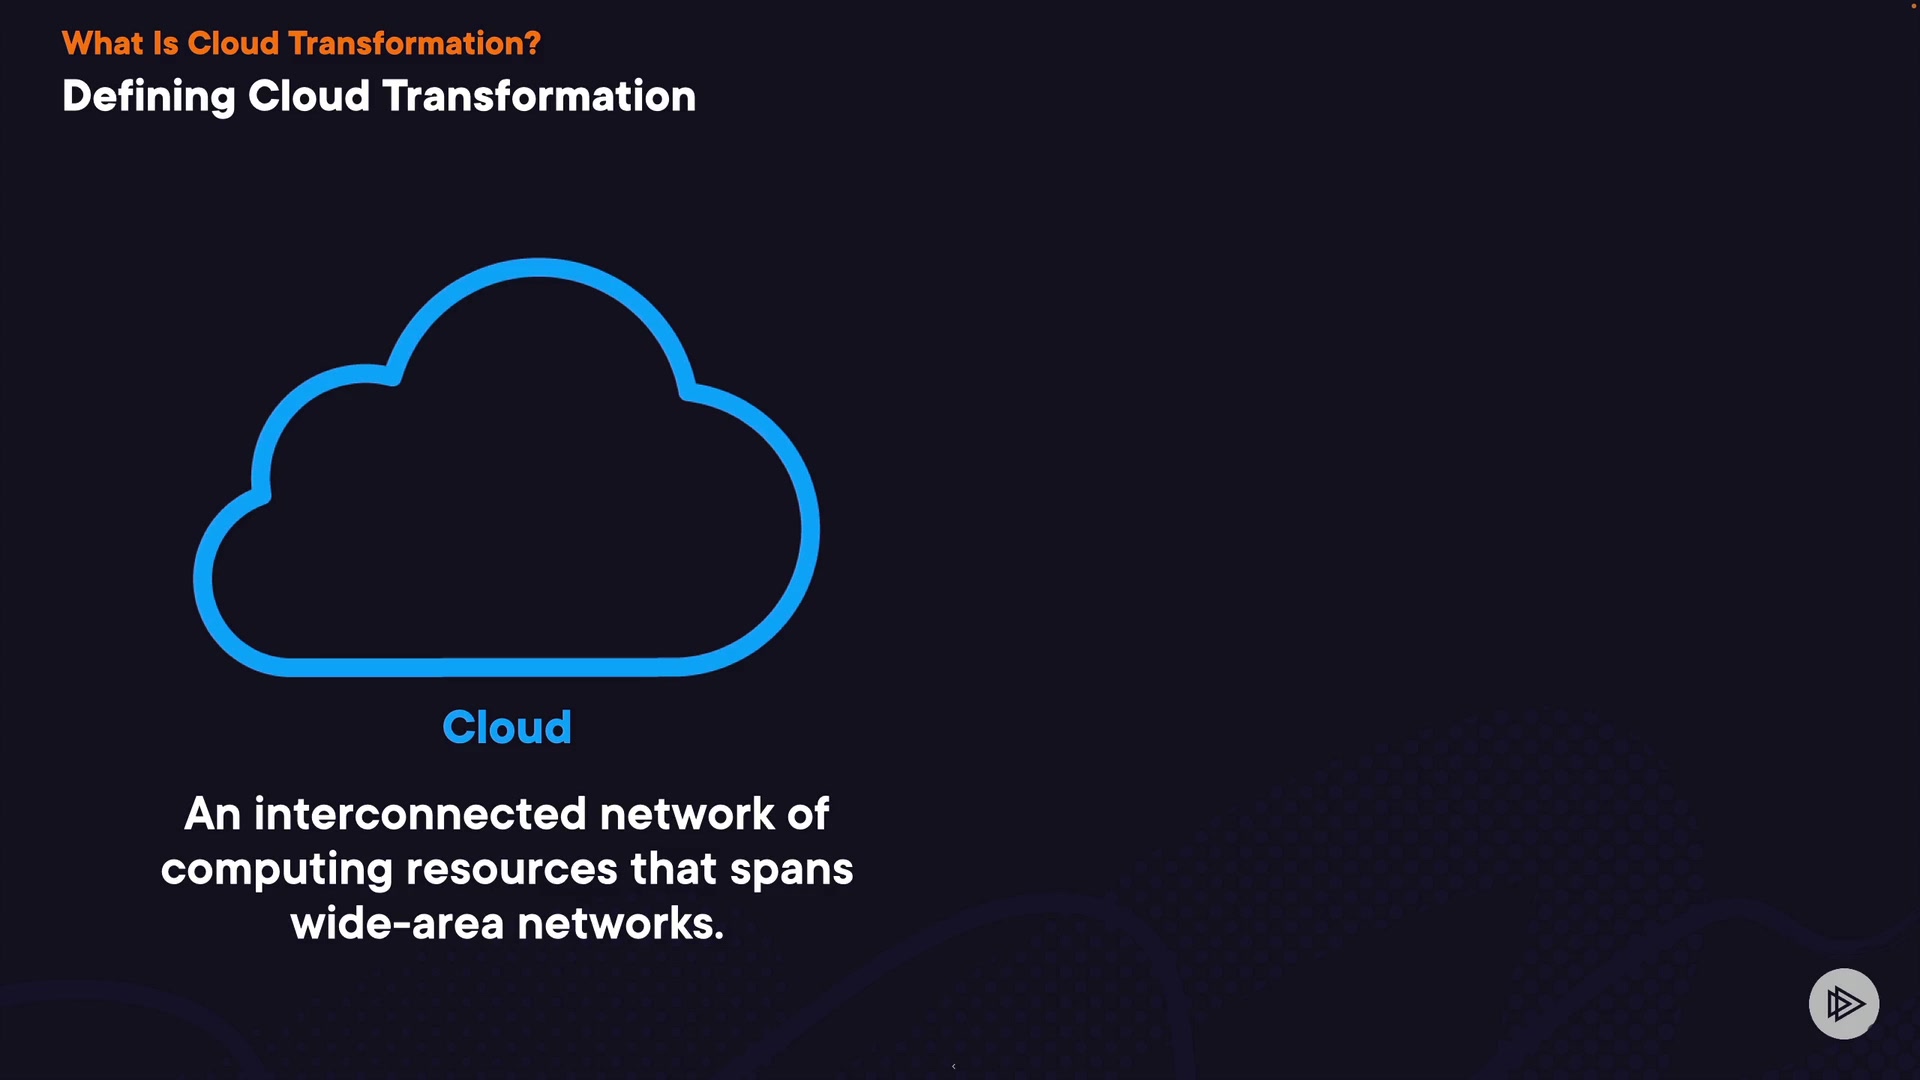 What Is Cloud Transformation?
Defining Cloud Transformation
Cloud
An interconnected network of
computing resources that spans
wide-area networks.